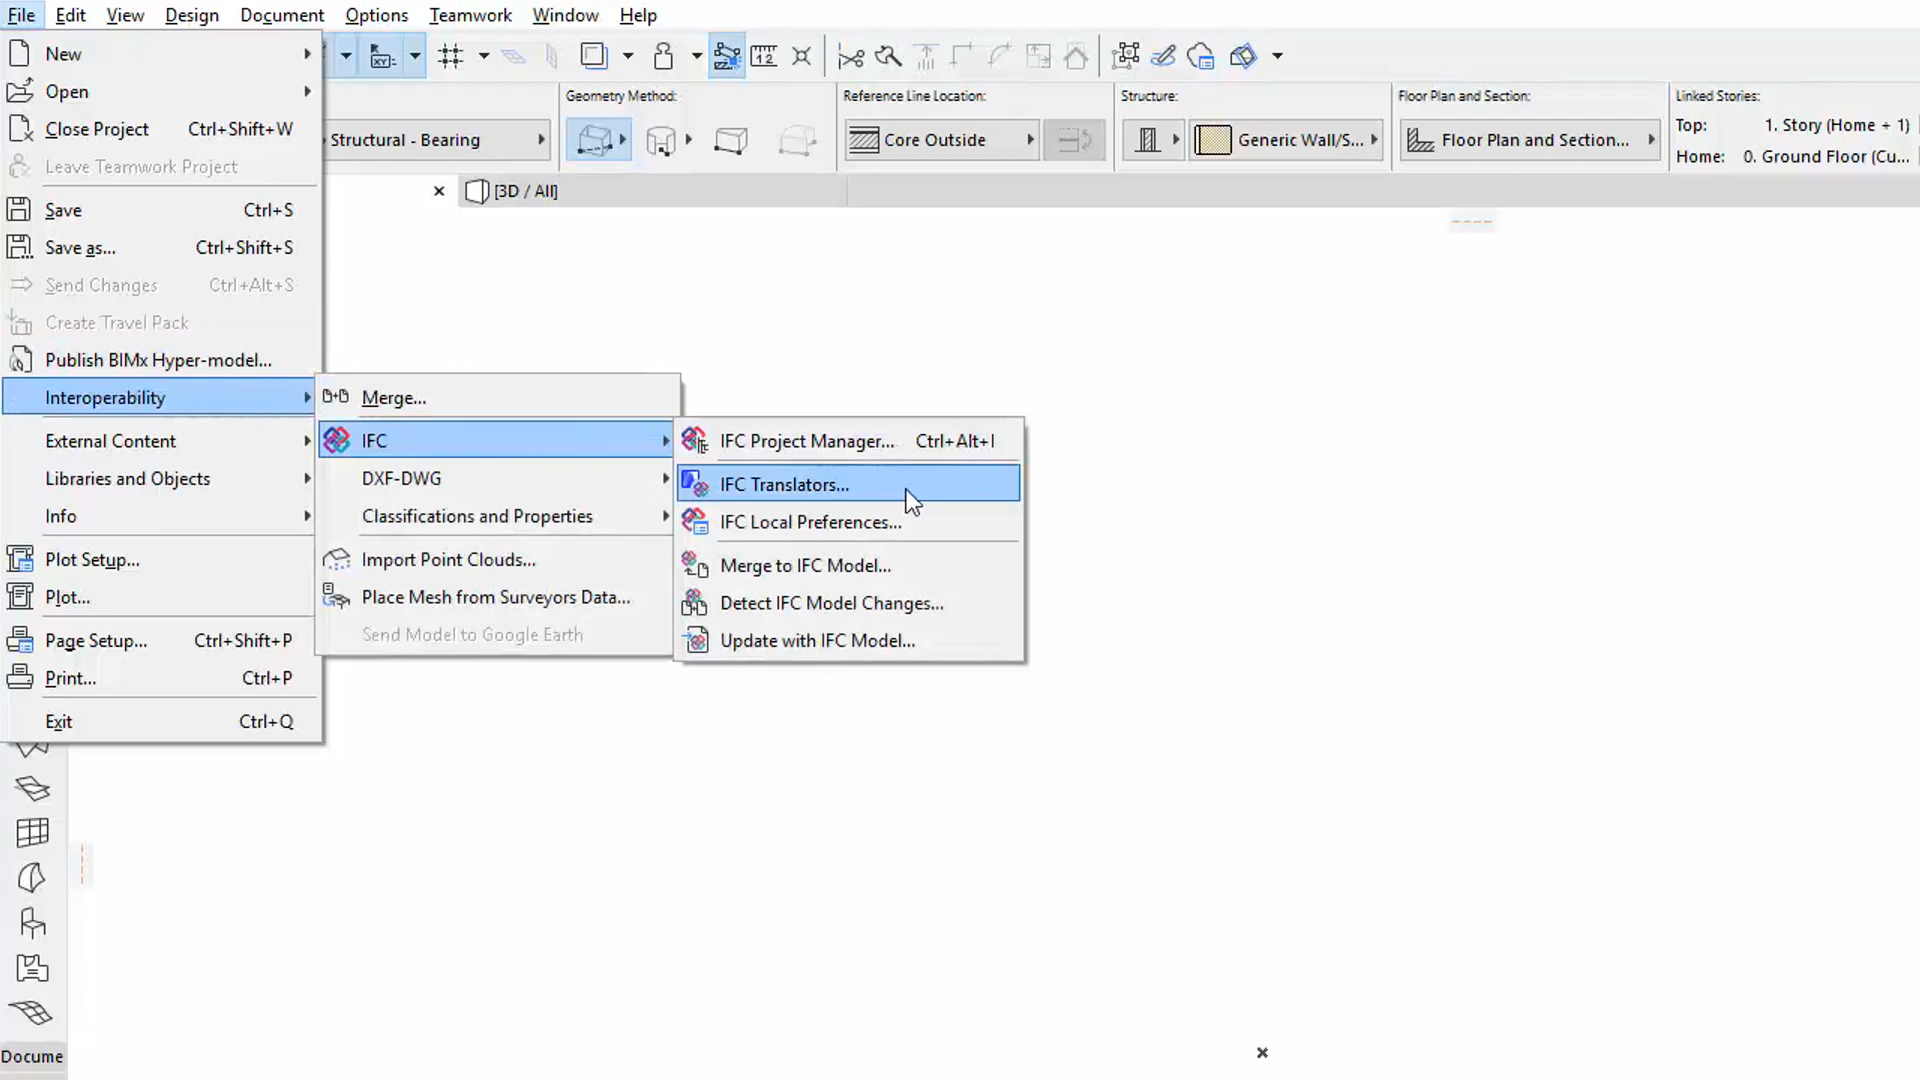 File Edit View Design Document Options Teamwork Window Help
New
Open
Close Project Ctrl+Shift+W
Leave Teamwork Project
Save Ctrl+S
Save as... Ctrl+Shift+S
Send Changes Ctrl+Alt+S
Create Travel Pack
Publish BIMx Hyper-model...
Interoperability
External Content
Libraries and Objects
Info
Plot Setup...
Plot...
Page Setup... Ctrl+Shift+P
Print... Ctrl+P
Exit Ctrl+Q
Merge...
IFC
DXF-DWG
Classifications and Properties
Import Point Clouds...
Place Mesh from Surveyors Data...
Send Model to Google Earth
IFC Project Manager... Ctrl+Alt+I
IFC Translators...
IFC Local Preferences...
Merge to IFC Model...
Detect IFC Model Changes...
Update with IFC Model...
XY:
12
Structural - Bearing
Geometry Method:
Reference Line Location:
Core Outside
Structure:
Generic Wall/S...
Floor Plan and Section:
Floor Plan and Section...
Linked Stories:
Top: 1. Story (Home + 1)
Home: 0. Ground Floor (Cu...
[3D / All]
Docume